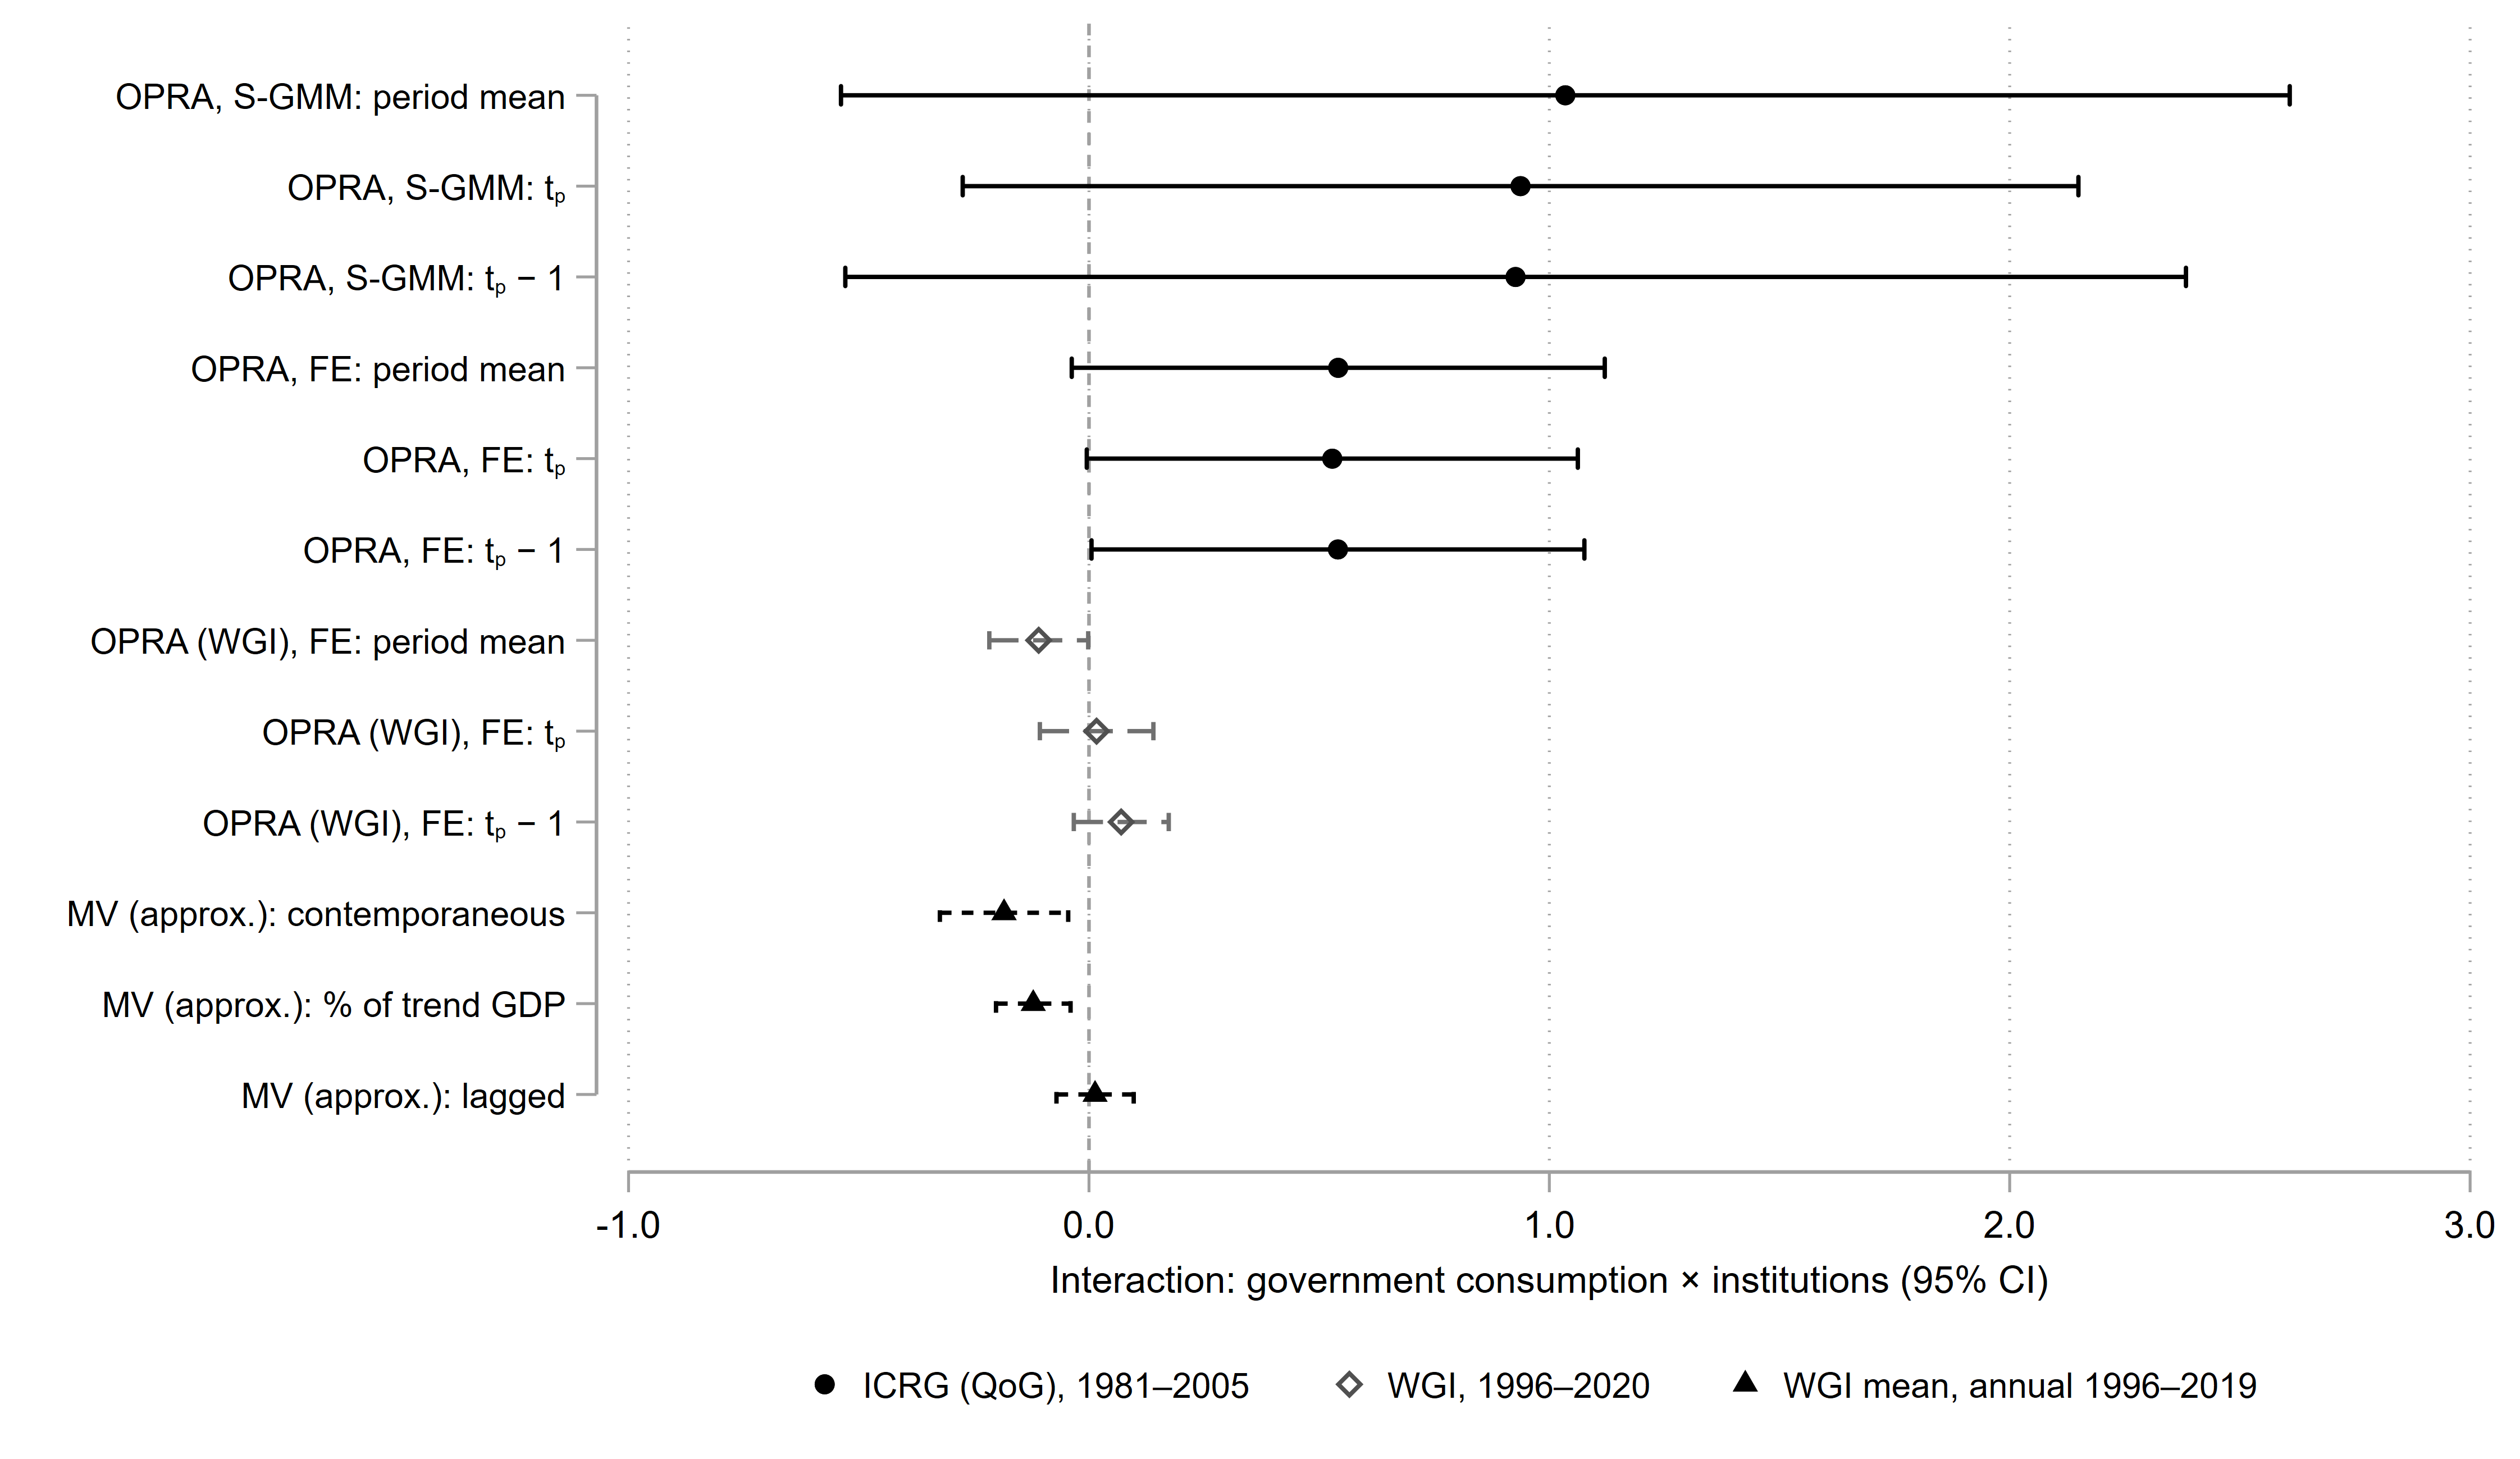 OPRA, S-GMM: period mean
OPRA, S-GMM: tₚ
OPRA, S-GMM: tₚ − 1
OPRA, FE: period mean
OPRA, FE: tₚ
OPRA, FE: tₚ − 1
OPRA (WGI), FE: period mean
OPRA (WGI), FE: tₚ
OPRA (WGI), FE: tₚ − 1
MV (approx.): contemporaneous
MV (approx.): % of trend GDP
MV (approx.): lagged
-1.0 0.0 1.0 2.0 3.0
Interaction: government consumption × institutions (95% CI)
ICRG (QoG), 1981–2005 WGI, 1996–2020 WGI mean, annual 1996–2019